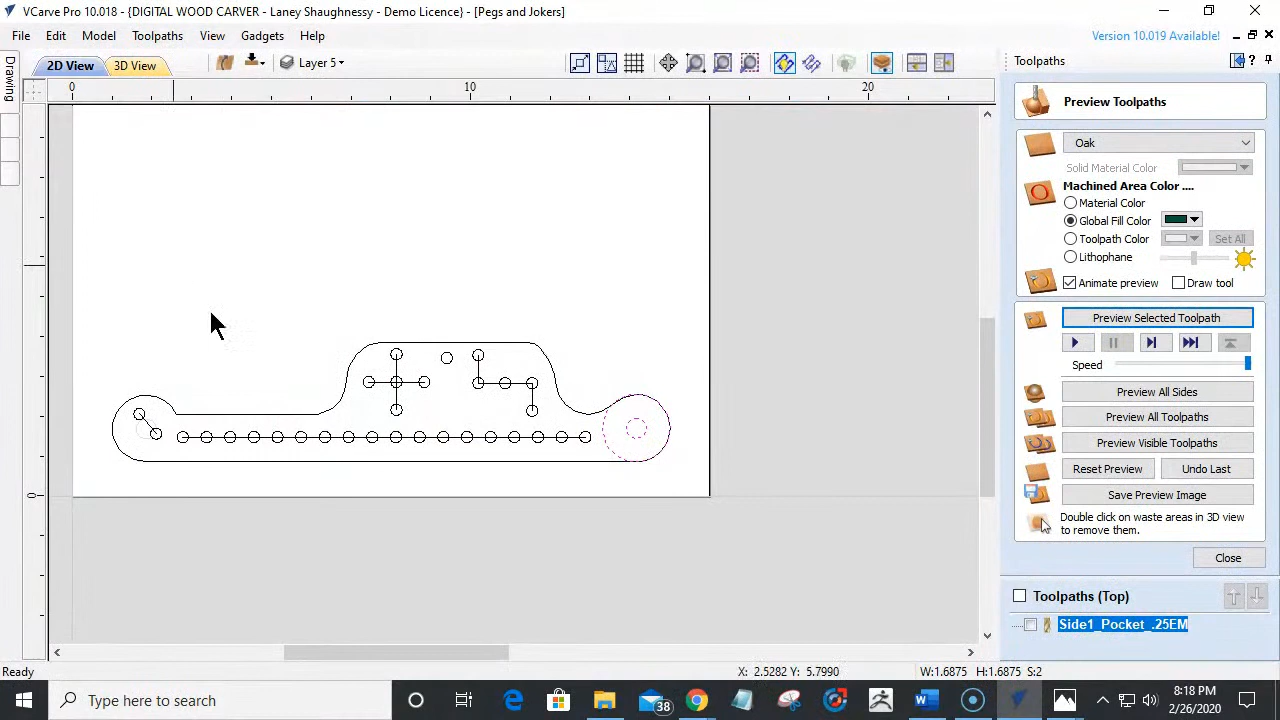 VCarve Pro 10.018 - {DIGITAL WOOD CARVER - Laney Shaughnessy - Demo Licence} - [Pegs and Jokers]
File Edit Model Toolpaths View Gadgets Help
Version 10.019 Available!
Drawing
2D View
3D View
Layer 5
0 10 20
0
Toolpaths
?
Preview Toolpaths
Oak
Solid Material Color
Machined Area Color ....
Material Color
Global Fill Color
Toolpath Color
Set All
Lithophane
Animate preview
Draw tool
Preview Selected Toolpath
Speed
Preview All Sides
Preview All Toolpaths
Preview Visible Toolpaths
Reset Preview
Undo Last
Save Preview Image
Double click on waste areas in 3D view
to remove them.
Close
Toolpaths (Top)
Side1_Pocket_.25EM
Ready
X: 2.5282 Y: 5.7990
W:1.6875 H:1.6875 S:2
Type here to search
38
8:18 PM
2/26/2020